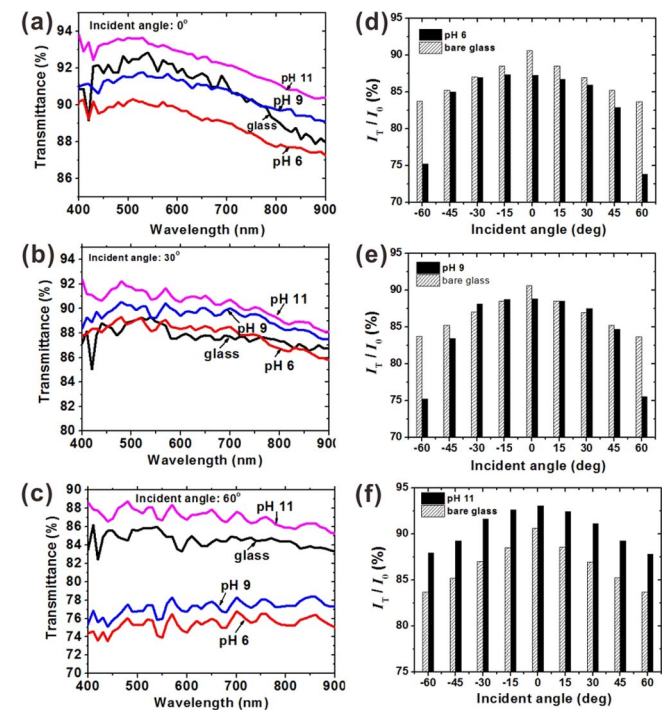 (a)
Incident angle: 0°
Transmittance (%)
94
92
90
88
86
pH 11
pH 9
glass
pH 6
400 500 600 700 800 900
Wavelength (nm)
(d)
pH 6
bare glass
I_T / I_0 (%)
95
90
85
80
75
70
-60 -45 -30 -15 0 15 30 45 60
Incident angle (deg)
(b)
Incident angle: 30°
Transmittance (%)
94
92
90
88
86
84
82
80
pH 11
pH 9
glass
pH 6
400 500 600 700 800 900
Wavelength (nm)
(e)
pH 9
bare glass
I_T / I_0 (%)
95
90
85
80
75
70
-60 -45 -30 -15 0 15 30 45 60
Incident angle (deg)
(c)
Incident angle: 60°
Transmittance (%)
90
88
86
84
82
80
78
76
74
72
70
pH 11
glass
pH 9
pH 6
400 500 600 700 800 900
Wavelength (nm)
(f)
pH 11
bare glass
I_T / I_0 (%)
95
90
85
80
75
-60 -45 -30 -15 0 15 30 45 60
Incident angle (deg)